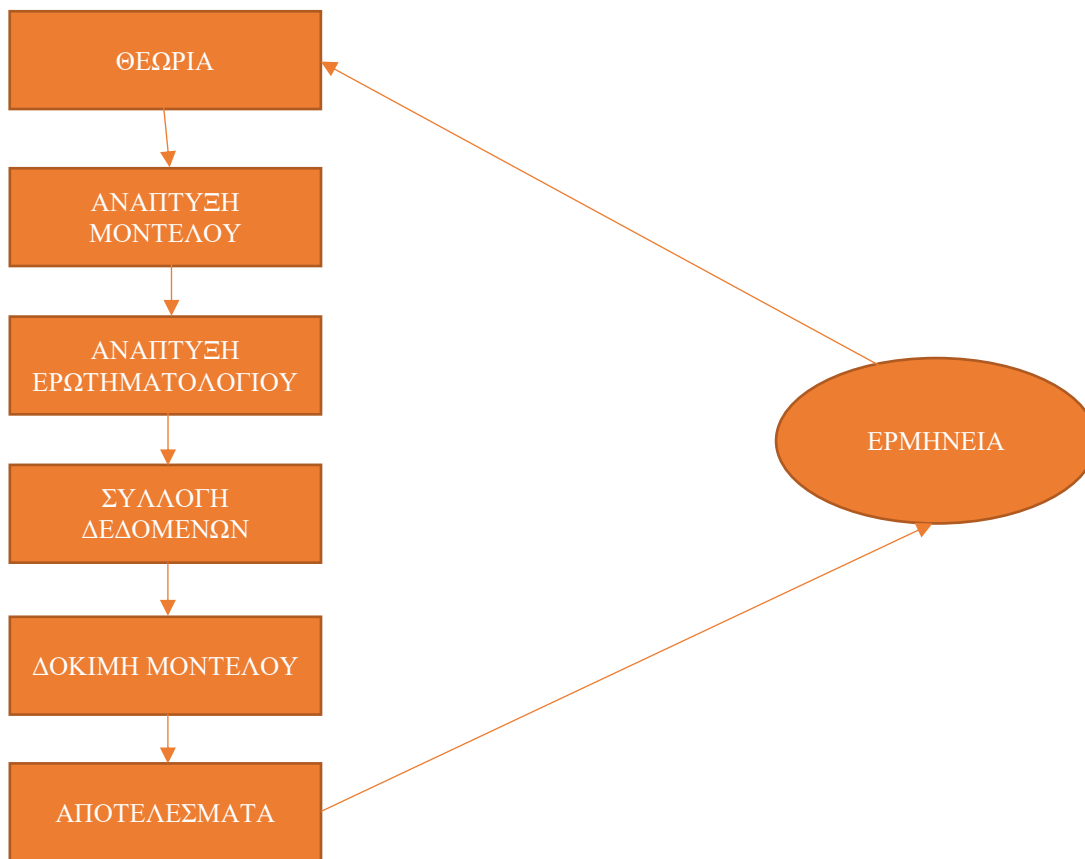 ΘΕΩΡΙΑ
ΑΝΑΠΤΥΞΗ
ΜΟΝΤΕΛΟΥ
ΑΝΑΠΤΥΞΗ
ΕΡΩΤΗΜΑΤΟΛΟΓΙΟΥ
ΣΥΛΛΟΓΗ
ΔΕΔΟΜΕΝΩΝ
ΔΟΚΙΜΗ ΜΟΝΤΕΛΟΥ
ΑΠΟΤΕΛΕΣΜΑΤΑ
ΕΡΜΗΝΕΙΑ